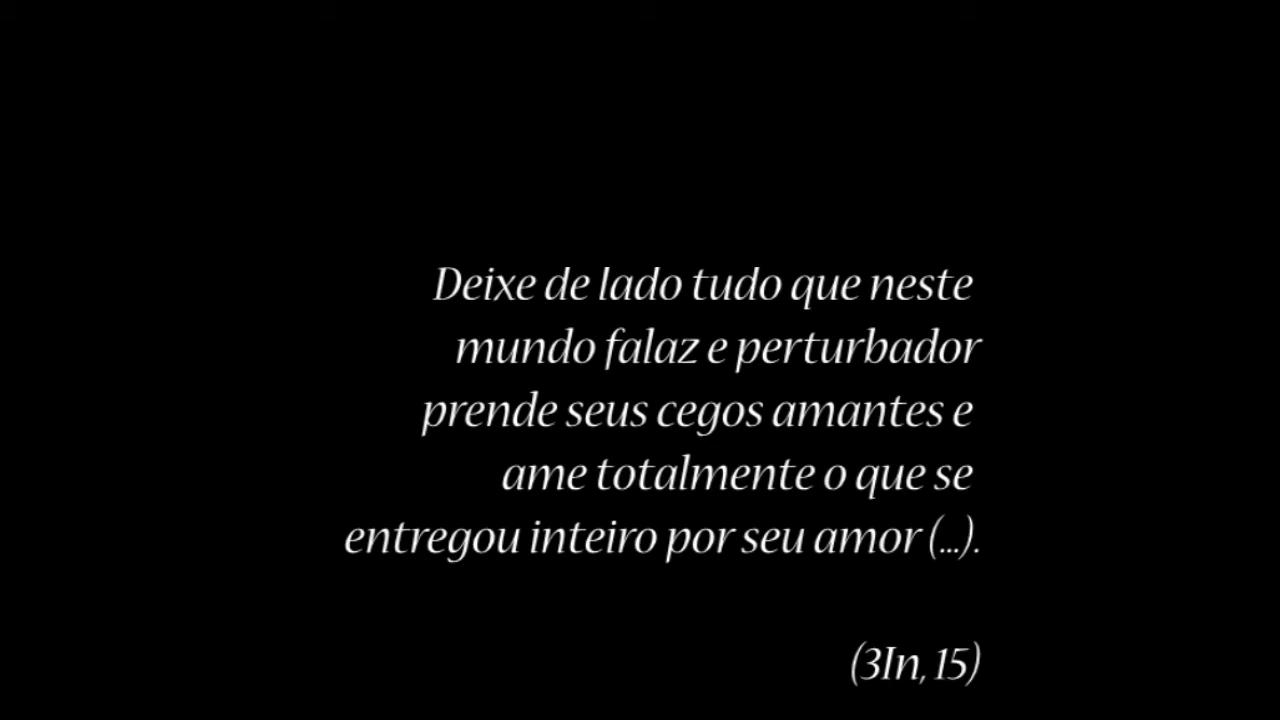 Deixe de lado tudo que neste
mundo falaz e perturbador
prende seus cegos amantes e
ame totalmente o que se
entregou inteiro por seu amor (...).
(3In, 15)